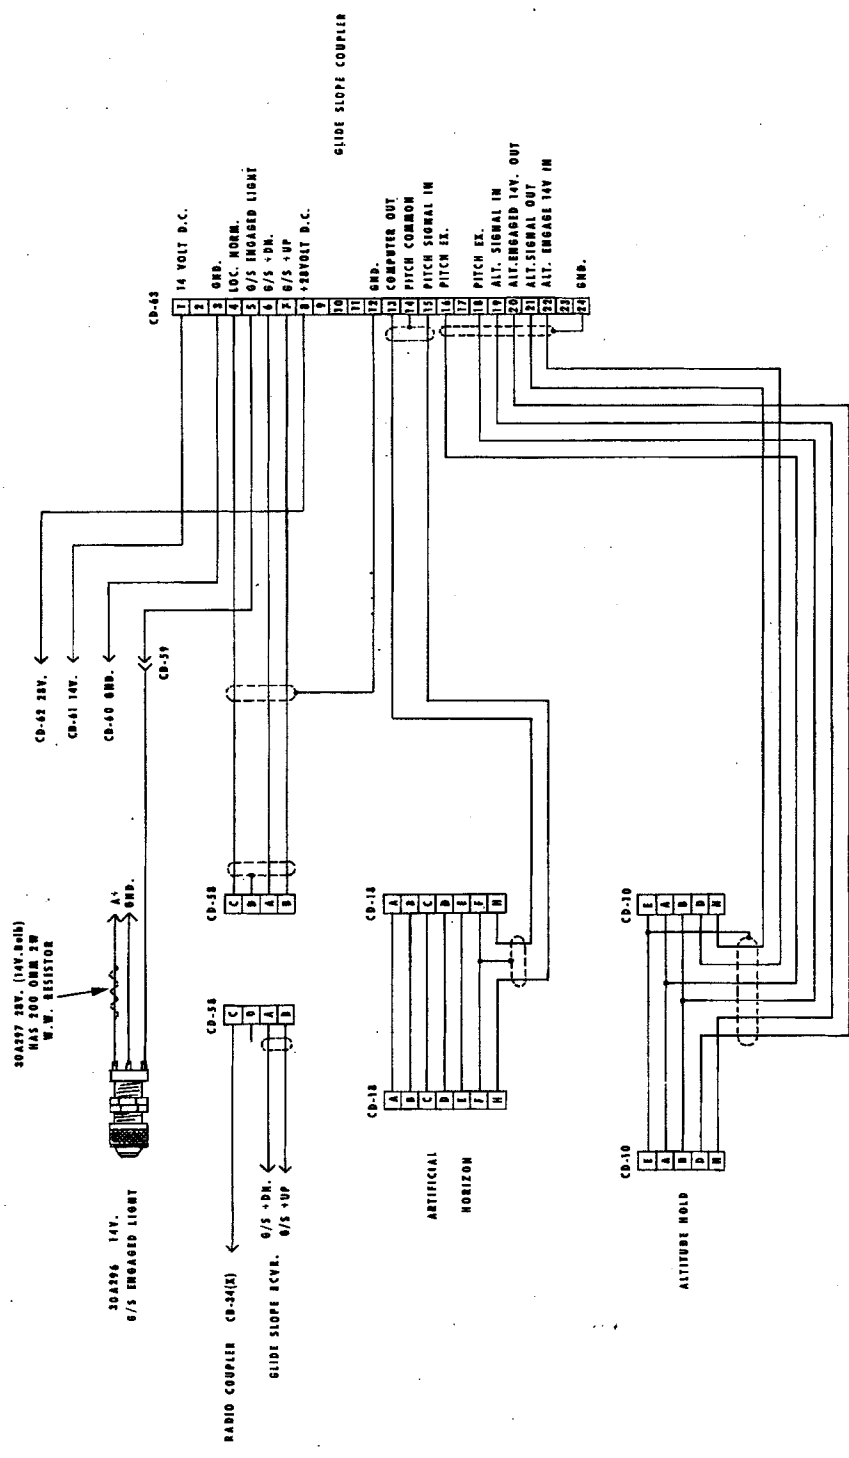 GLIDE SLOPE COUPLER
CD-63
1 14 VOLT D.C.
2
3 GND.
4 LOC. NORM.
5 G/S ENGAGED LIGHT
6 G/S +DN.
7 G/S +UP
8 +28VOLT D.C.
9
10
11
12 GND.
13 COMPUTER OUT
14 PITCH COMMON
15 PITCH SIGNAL IN
16 PITCH EX.
17
18 PITCH EX.
19 ALT. SIGNAL IN
20 ALT.ENGAGED 14V. OUT
21 ALT.SIGNAL OUT
22 ALT. ENGAGE 14V IN
23
24 GND.
CD-62 28V.
CD-61 14V.
CD-60 GND.
CD-59
30A297 28V. (14V.Bulb)
HAS 200 OHM 2W
W.W. RESISTOR
A+
GND.
30A296 14V.
G/S ENGAGED LIGHT
CD-58
C
D
A
B
CD-58
C
D
A
B
RADIO COUPLER CD-34(X)
G/S +DN.
G/S +UP
GLIDE SLOPE RCVR.
CD-18
A
B
C
D
E
F
H
CD-18
A
B
C
D
E
F
H
ARTIFICIAL
HORIZON
CD-10
E
A
B
D
H
CD-10
E
A
B
D
H
ALTITUDE HOLD